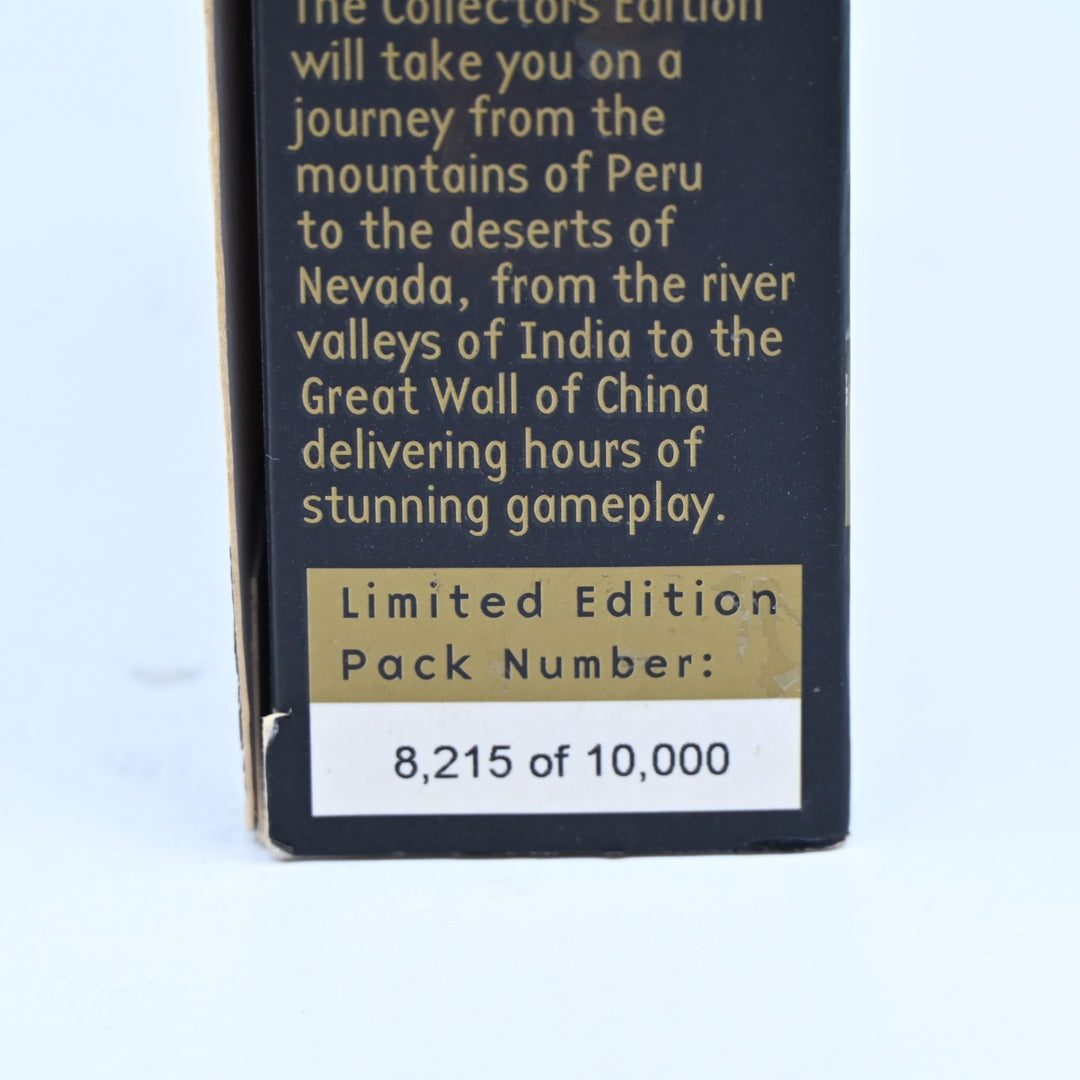 The Collectors Edition
will take you on a
journey from the
mountains of Peru
to the deserts of
Nevada, from the river
valleys of India to the
Great Wall of China
delivering hours of
stunning gameplay.
Limited Edition
Pack Number:
8,215 of 10,000